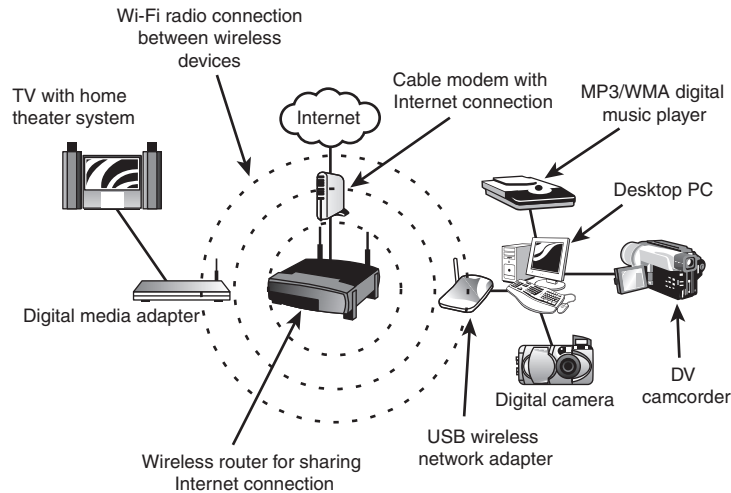 Wi-Fi radio connection
between wireless
devices
TV with home
theater system
Internet
Cable modem with
Internet connection
MP3/WMA digital
music player
Desktop PC
Digital media adapter
Digital camera
DV
camcorder
USB wireless
network adapter
Wireless router for sharing
Internet connection